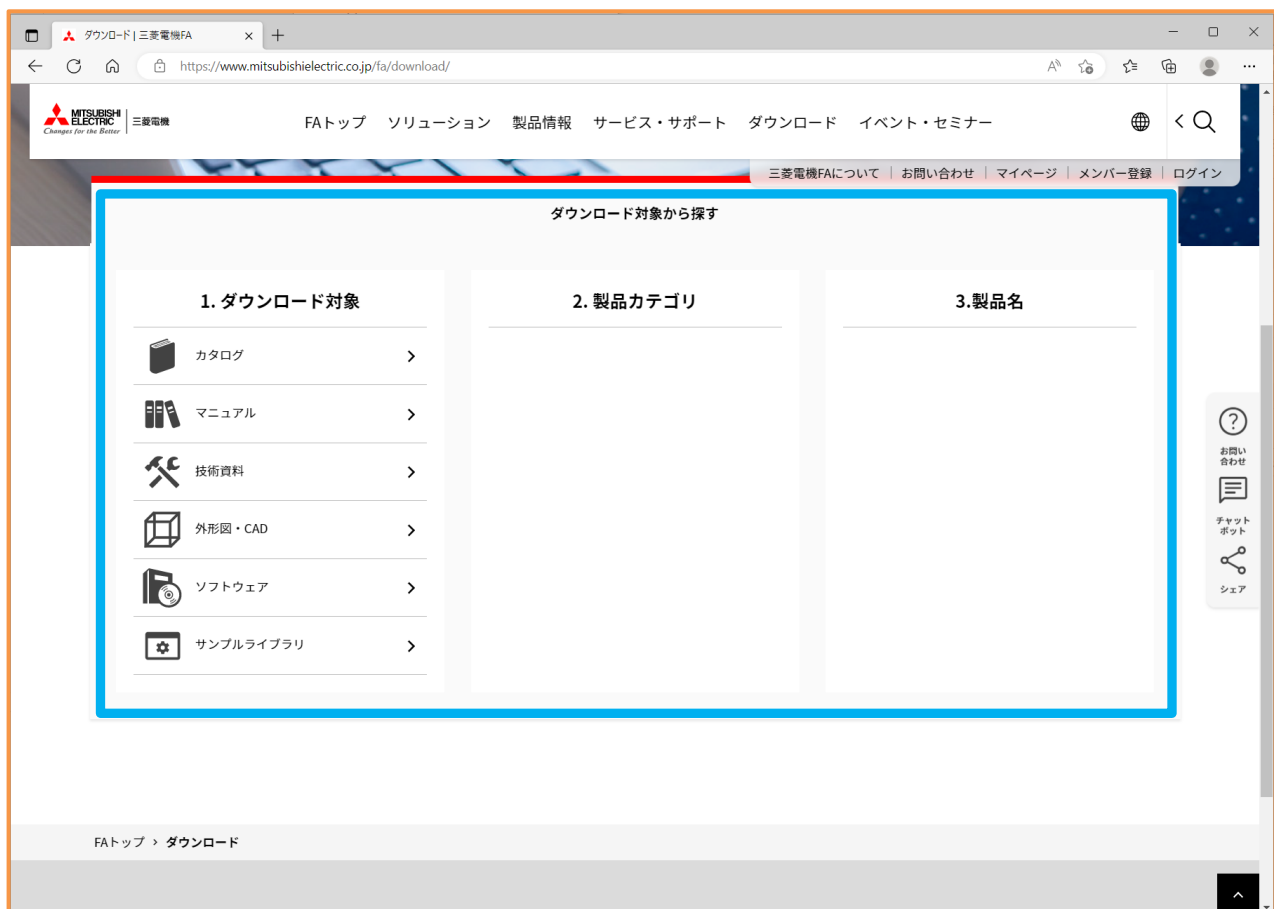 ダウンロード | 三菱電機FA
https://www.mitsubishielectric.co.jp/fa/download/
MITSUBISHI
ELECTRIC
Changes for the Better
三菱電機
FAトップ ソリューション 製品情報 サービス・サポート ダウンロード イベント・セミナー
三菱電機FAについて お問い合わせ マイページ メンバー登録 ログイン
ダウンロード対象から探す
1. ダウンロード対象
カタログ
マニュアル
技術資料
外形図・CAD
ソフトウェア
サンプルライブラリ
2. 製品カテゴリ
3.製品名
お問い
合わせ
チャット
ボット
シェア
FAトップ › ダウンロード